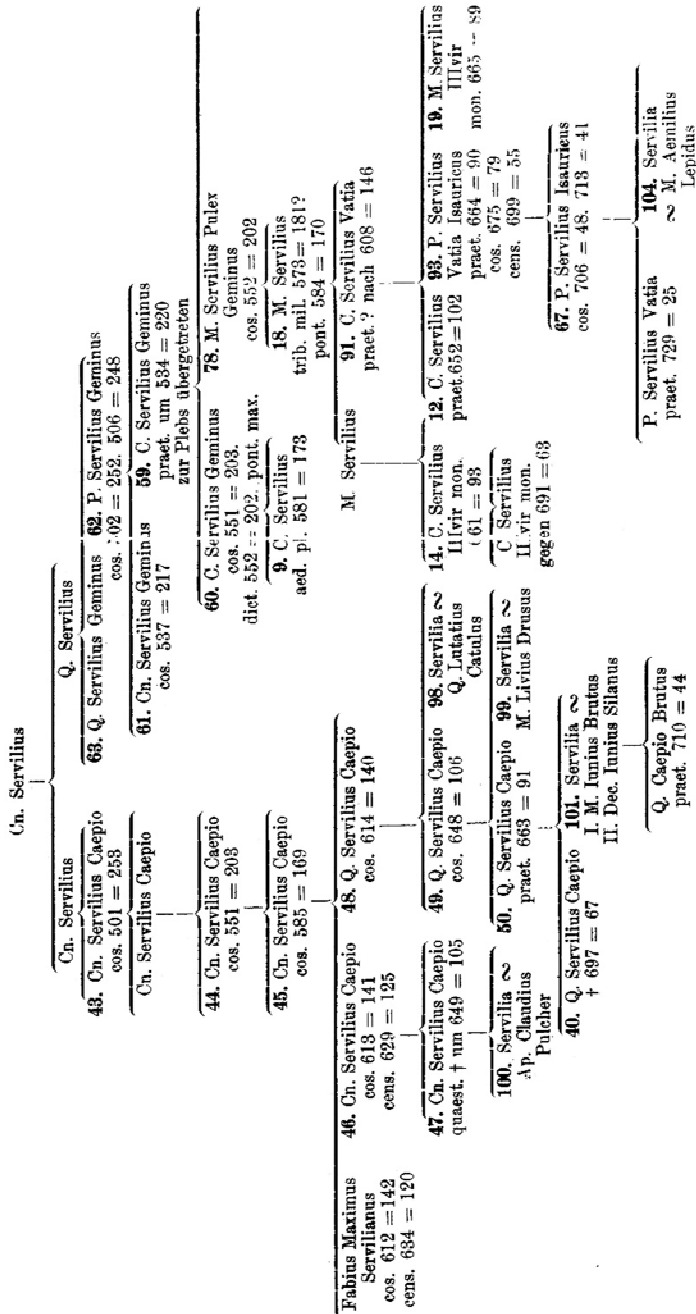 Cn. Servilius
Cn. Servilius
Q. Servilius
43. Cn. Servilius Caepio
cos. 501 = 253
63. Q. Servilius Geminus
62. P. Servilius Geminus
cos. 02 = 252. 506 = 248
Cn. Servilius Caepio
61. Cn. Servilius Geminus
cos. 537 = 217
59. C. Servilius Geminus
praet. um 534 = 220
zur Plebs übergetreten
44. Cn. Servilius Caepio
cos. 551 = 203
60. C. Servilius Geminus
cos. 551 = 203.
dict. 552 = 202. pont. max.
78. M. Servilius Pulex
Geminus
cos. 552 = 202
45. Cn. Servilius Caepio
cos. 585 = 169
9. C. Servilius
aed. pl. 581 = 173
18. M. Servilius
trib. mil. 573 = 181?
pont. 584 = 170
Fabius Maximus
Servilianus
cos. 612 = 142
cens. 634 = 120
46. Cn. Servilius Caepio
cos. 613 = 141
cens. 629 = 125
48. Q. Servilius Caepio
cos. 614 = 140
M. Servilius
91. C. Servilius Vatia
praet.? nach 608 = 146
47. Cn. Servilius Caepio
quaest. † um 649 = 105
49. Q. Servilius Caepio
cos. 648 = 106
98. Servilia ∾
Q. Lutatius
Catulus
14. C. Servilius
IIIvir mon.
61 = 93
12. C. Servilius
praet. 652 = 102
93. P. Servilius
Vatia Isauricus
praet. 664 = 90
cos. 675 = 79
cens. 699 = 55
19. M. Servilius
IIIvir
mon. 665 = 89
100. Servilia ∾
Ap. Claudius
Pulcher
50. Q. Servilius Caepio
praet. 663 = 91
99. Servilia ∾
M. Livius Drusus
C Servilius
II vir mon.
gegen 691 = 63
40. Q. Servilius Caepio
† 697 = 67
101. Servilia ∾
I. M. Iunius Brutus
II. Dec. Iunius Silanus
67. P. Servilius Isauricus
cos. 706 = 48. 713 = 41
Q. Caepio Brutus
praet. 710 = 44
P. Servilius Vatia
praet. 729 = 25
104. Servilia
∾ M. Aemilius
Lepidus